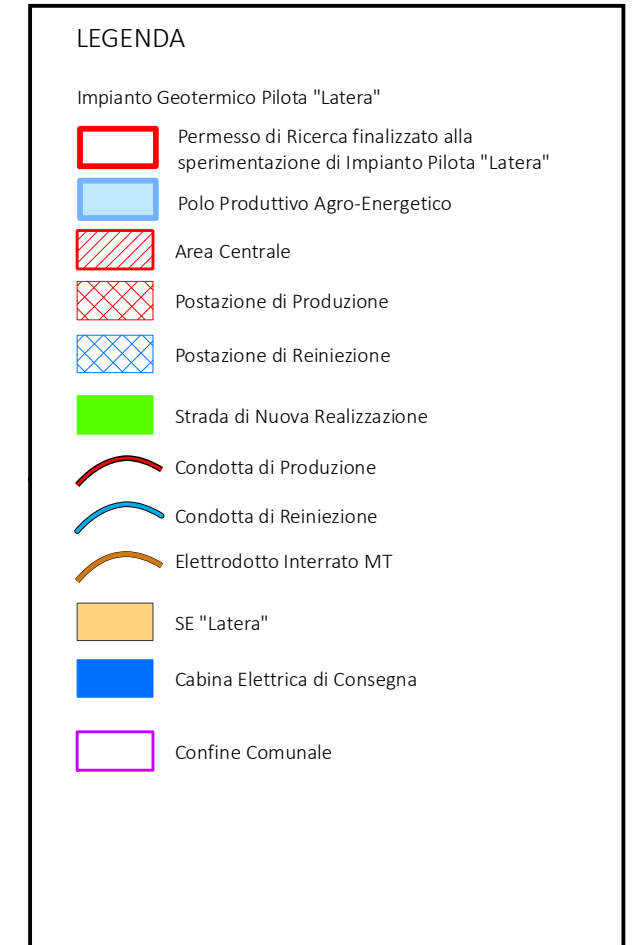 LEGENDA
Impianto Geotermico Pilota "Latera"
Permesso di Ricerca finalizzato alla
sperimentazione di Impianto Pilota "Latera"
Polo Produttivo Agro-Energetico
Area Centrale
Postazione di Produzione
Postazione di Reiniezione
Strada di Nuova Realizzazione
Condotta di Produzione
Condotta di Reiniezione
Elettrodotto Interrato MT
SE "Latera"
Cabina Elettrica di Consegna
Confine Comunale